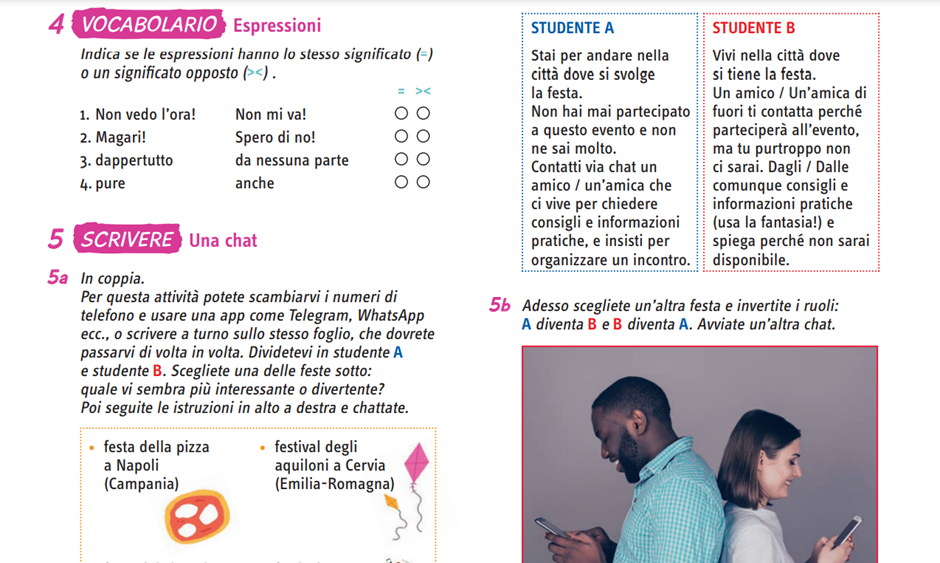 4 VOCABOLARIO Espressioni
Indica se le espressioni hanno lo stesso significato (=)
o un significato opposto (><) .
= ><
1. Non vedo l'ora! Non mi va!
2. Magari! Spero di no!
3. dappertutto da nessuna parte
4. pure anche
5 SCRIVERE Una chat
5a In coppia.
Per questa attività potete scambiarvi i numeri di
telefono e usare una app come Telegram, WhatsApp
ecc., o scrivere a turno sullo stesso foglio, che dovrete
passarvi di volta in volta. Dividetevi in studente A
e studente B. Scegliete una delle feste sotto:
quale vi sembra più interessante o divertente?
Poi seguite le istruzioni in alto a destra e chattate.
• festa della pizza
a Napoli
(Campania)
• festival degli
aquiloni a Cervia
(Emilia-Romagna)
STUDENTE A
Stai per andare nella
città dove si svolge
la festa.
Non hai mai partecipato
a questo evento e non
ne sai molto.
Contatti via chat un
amico / un'amica che
ci vive per chiedere
consigli e informazioni
pratiche, e insisti per
organizzare un incontro.
STUDENTE B
Vivi nella città dove
si tiene la festa.
Un amico / Un'amica di
fuori ti contatta perché
parteciperà all'evento,
ma tu purtroppo non
ci sarai. Dagli / Dalle
comunque consigli e
informazioni pratiche
(usa la fantasia!) e
spiega perché non sarai
disponibile.
5b Adesso scegliete un'altra festa e invertite i ruoli:
A diventa B e B diventa A. Avviate un'altra chat.